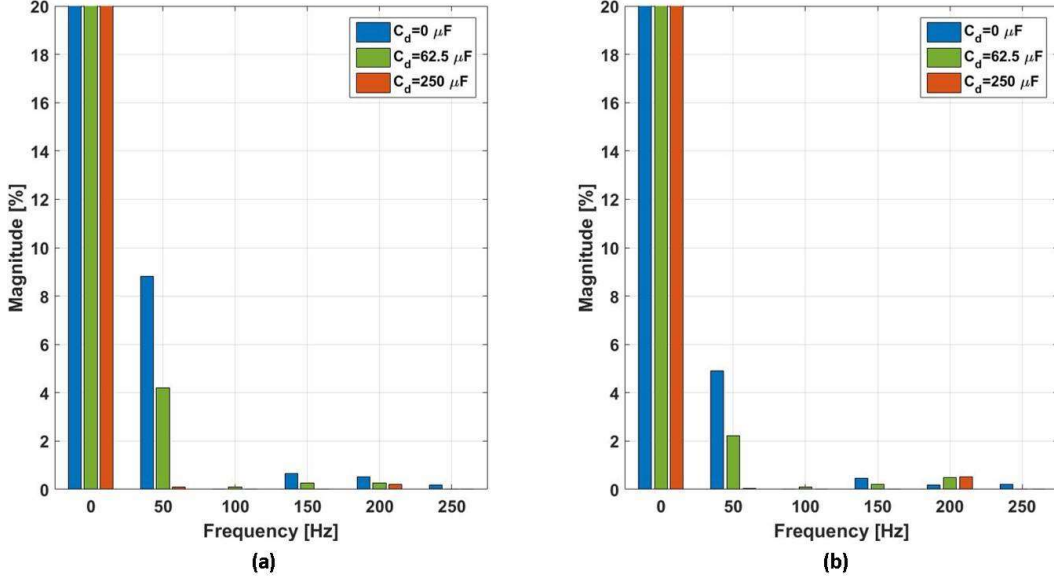 20
18
16
14
12
10
8
6
4
2
0
Magnitude [%]
C_d=0 μF
C_d=62.5 μF
C_d=250 μF
0 50 100 150 200 250
Frequency [Hz]
(a)
20
18
16
14
12
10
8
6
4
2
0
Magnitude [%]
C_d=0 μF
C_d=62.5 μF
C_d=250 μF
0 50 100 150 200 250
Frequency [Hz]
(b)